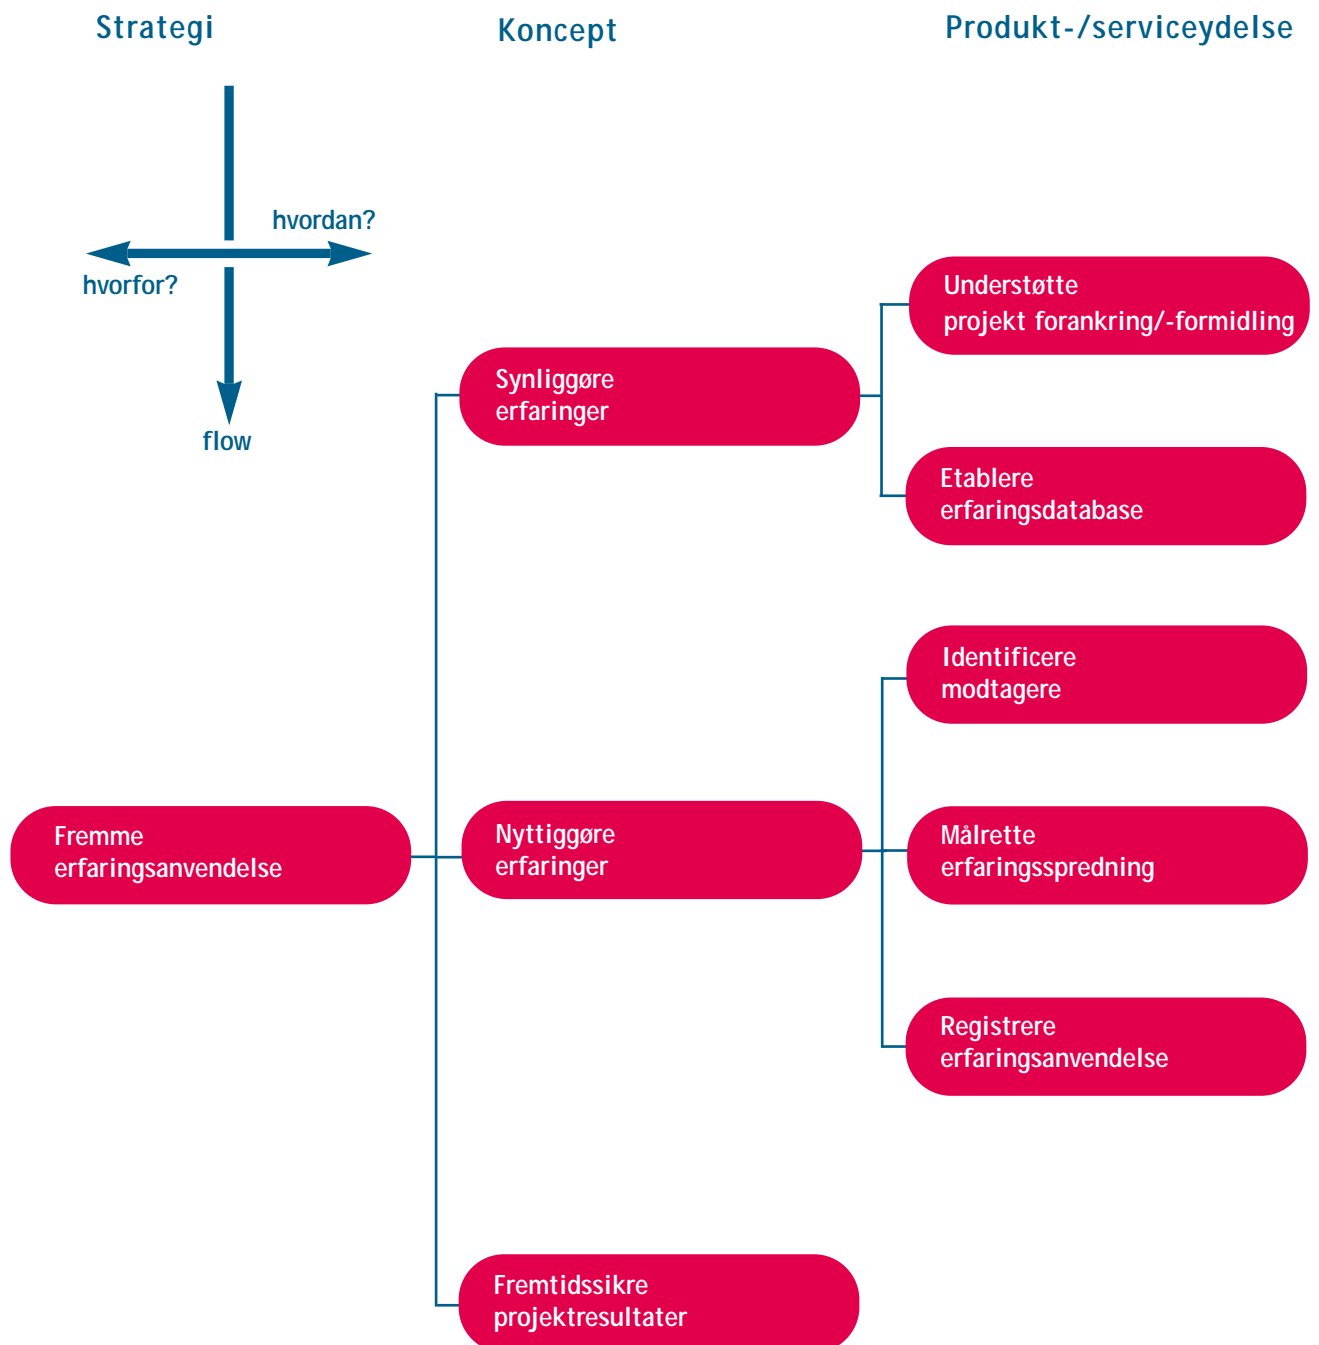 Strategi
Koncept
Produkt-/serviceydelse
hvordan?
hvorfor?
flow
Understøtte
projekt forankring/-formidling
Synliggøre
erfaringer
Etablere
erfaringsdatabase
Identificere
modtagere
Fremme
erfaringsanvendelse
Nyttiggøre
erfaringer
Målrette
erfaringsspredning
Registrere
erfaringsanvendelse
Fremtidssikre
projektresultater